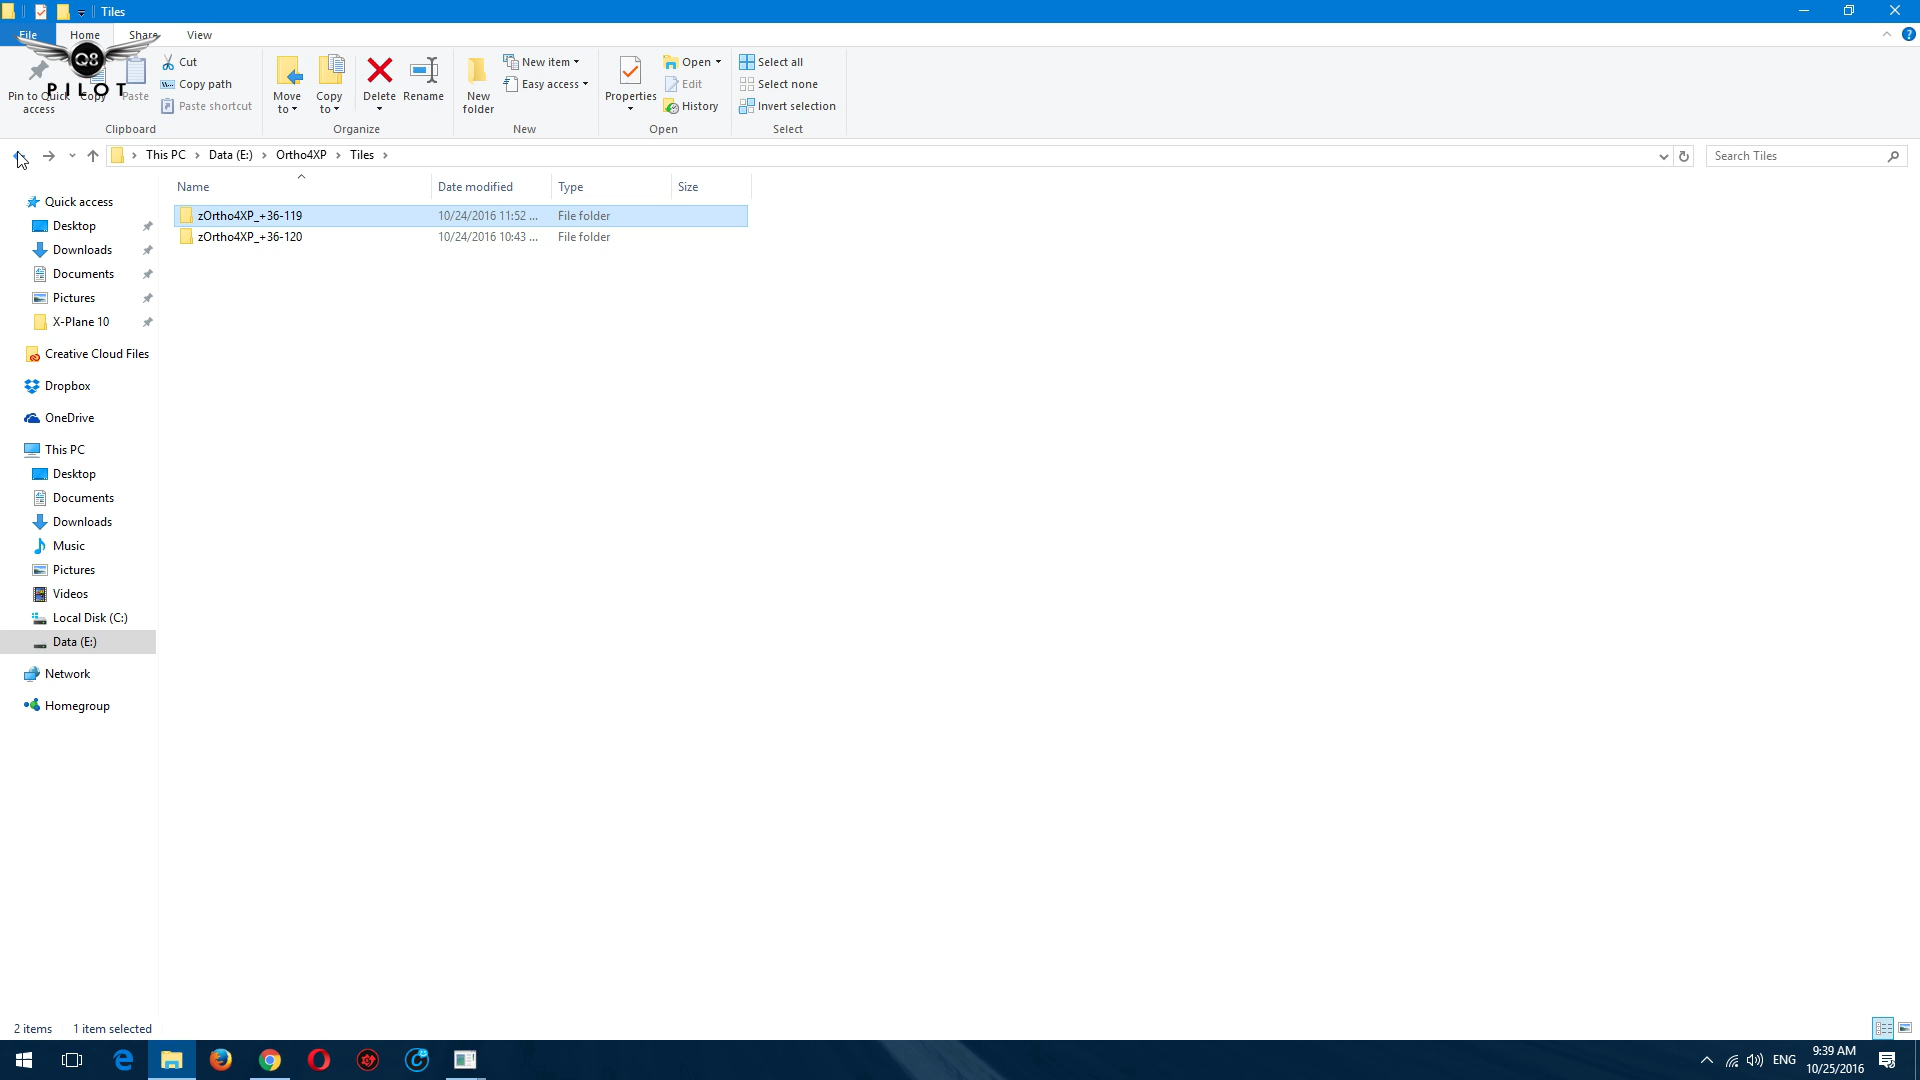 Tiles
File Home Share View
Q8
PILOT
Pin to Quick access
Copy
Paste
Cut
Copy path
Paste shortcut
Clipboard
Move to
Copy to
Delete
Rename
Organize
New folder
New item
Easy access
New
Properties
Open
Edit
History
Open
Select all
Select none
Invert selection
Select
This PC > Data (E:) > Ortho4XP > Tiles >
Search Tiles
Name Date modified Type Size
zOrtho4XP_+36-119 10/24/2016 11:52 ... File folder
zOrtho4XP_+36-120 10/24/2016 10:43 ... File folder
Quick access
Desktop
Downloads
Documents
Pictures
X-Plane 10
Creative Cloud Files
Dropbox
OneDrive
This PC
Desktop
Documents
Downloads
Music
Pictures
Videos
Local Disk (C:)
Data (E:)
Network
Homegroup
2 items 1 item selected
ENG
9:39 AM
10/25/2016